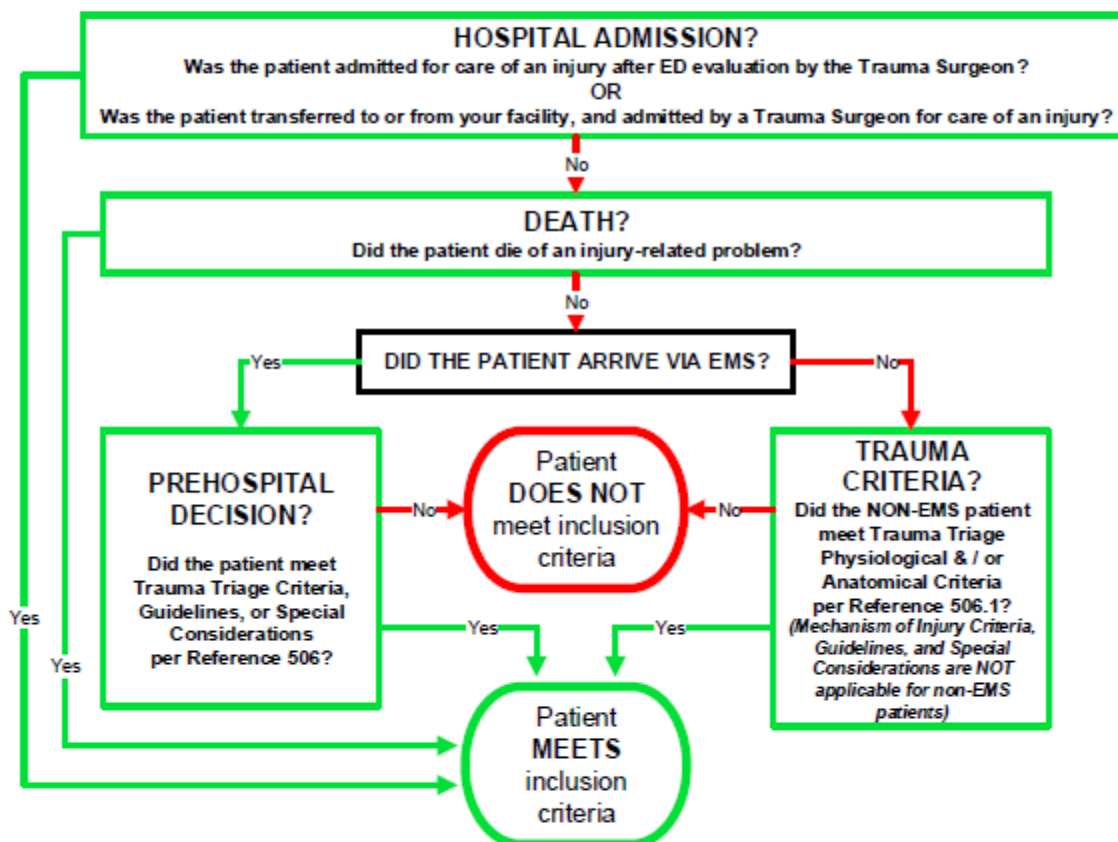 HOSPITAL ADMISSION?
Was the patient admitted for care of an injury after ED evaluation by the Trauma Surgeon?
OR
Was the patient transferred to or from your facility, and admitted by a Trauma Surgeon for care of an injury?
No
DEATH?
Did the patient die of an injury-related problem?
No
DID THE PATIENT ARRIVE VIA EMS?
Yes
No
PREHOSPITAL
DECISION?
Did the patient meet
Trauma Triage Criteria,
Guidelines, or Special
Considerations
per Reference 506?
No
Patient
DOES NOT
meet inclusion
criteria
No
TRAUMA
CRITERIA?
Did the NON-EMS patient
meet Trauma Triage
Physiological & / or
Anatomical Criteria
per Reference 506.1?
(Mechanism of Injury Criteria,
Guidelines, and Special
Considerations are NOT
applicable for non-EMS
patients)
Yes
Yes
Yes
Yes
Patient
MEETS
inclusion
criteria